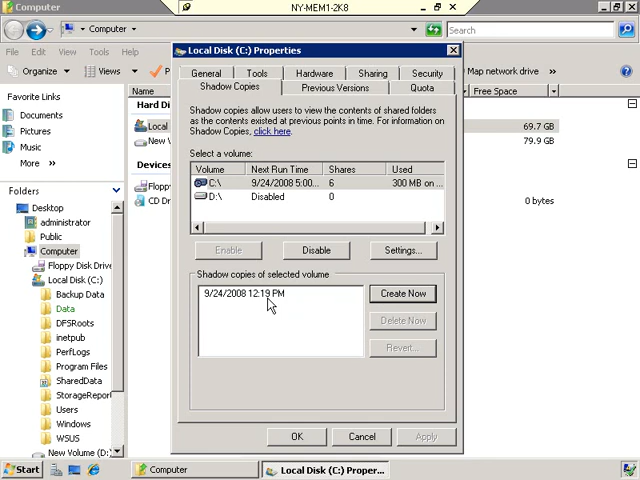 Computer
NY-MEM1-2K8
Computer
Search
File
Edit
View
Tools
Organize
Views
P
Map network drive
Local Disk (C:) Properties
General
Tools
Hardware
Sharing
Security
Shadow Copies
Previous Versions
Quota
Shadow copies allow users to view the contents of shared folders
as the contents existed at previous points in time. For information on
Shadow Copies, click here.
Select a volume:
Volume
Next Run Time
Shares
Used
C:\
9/24/2008 5:00...
6
300 MB on ...
D:\
Disabled
0
Enable
Disable
Settings...
Shadow copies of selected volume
9/24/2008 12:19 PM
Create Now
Delete Now
Revert...
OK
Cancel
Apply
Favorite Links
Documents
Pictures
Music
More »
Folders
Desktop
administrator
Public
Computer
Floppy Disk Drive
Local Disk (C:)
Backup Data
Data
DFSRoots
inetpub
PerfLogs
Program Files
SharedData
StorageReport
Users
Windows
WSUS
New Volume (D:)
Name
Free Space
Hard Di
Local
69.7 GB
New V
79.9 GB
Devices
Floppy
CD Dr
0 bytes
Start
Computer
Local Disk (C:) Proper...